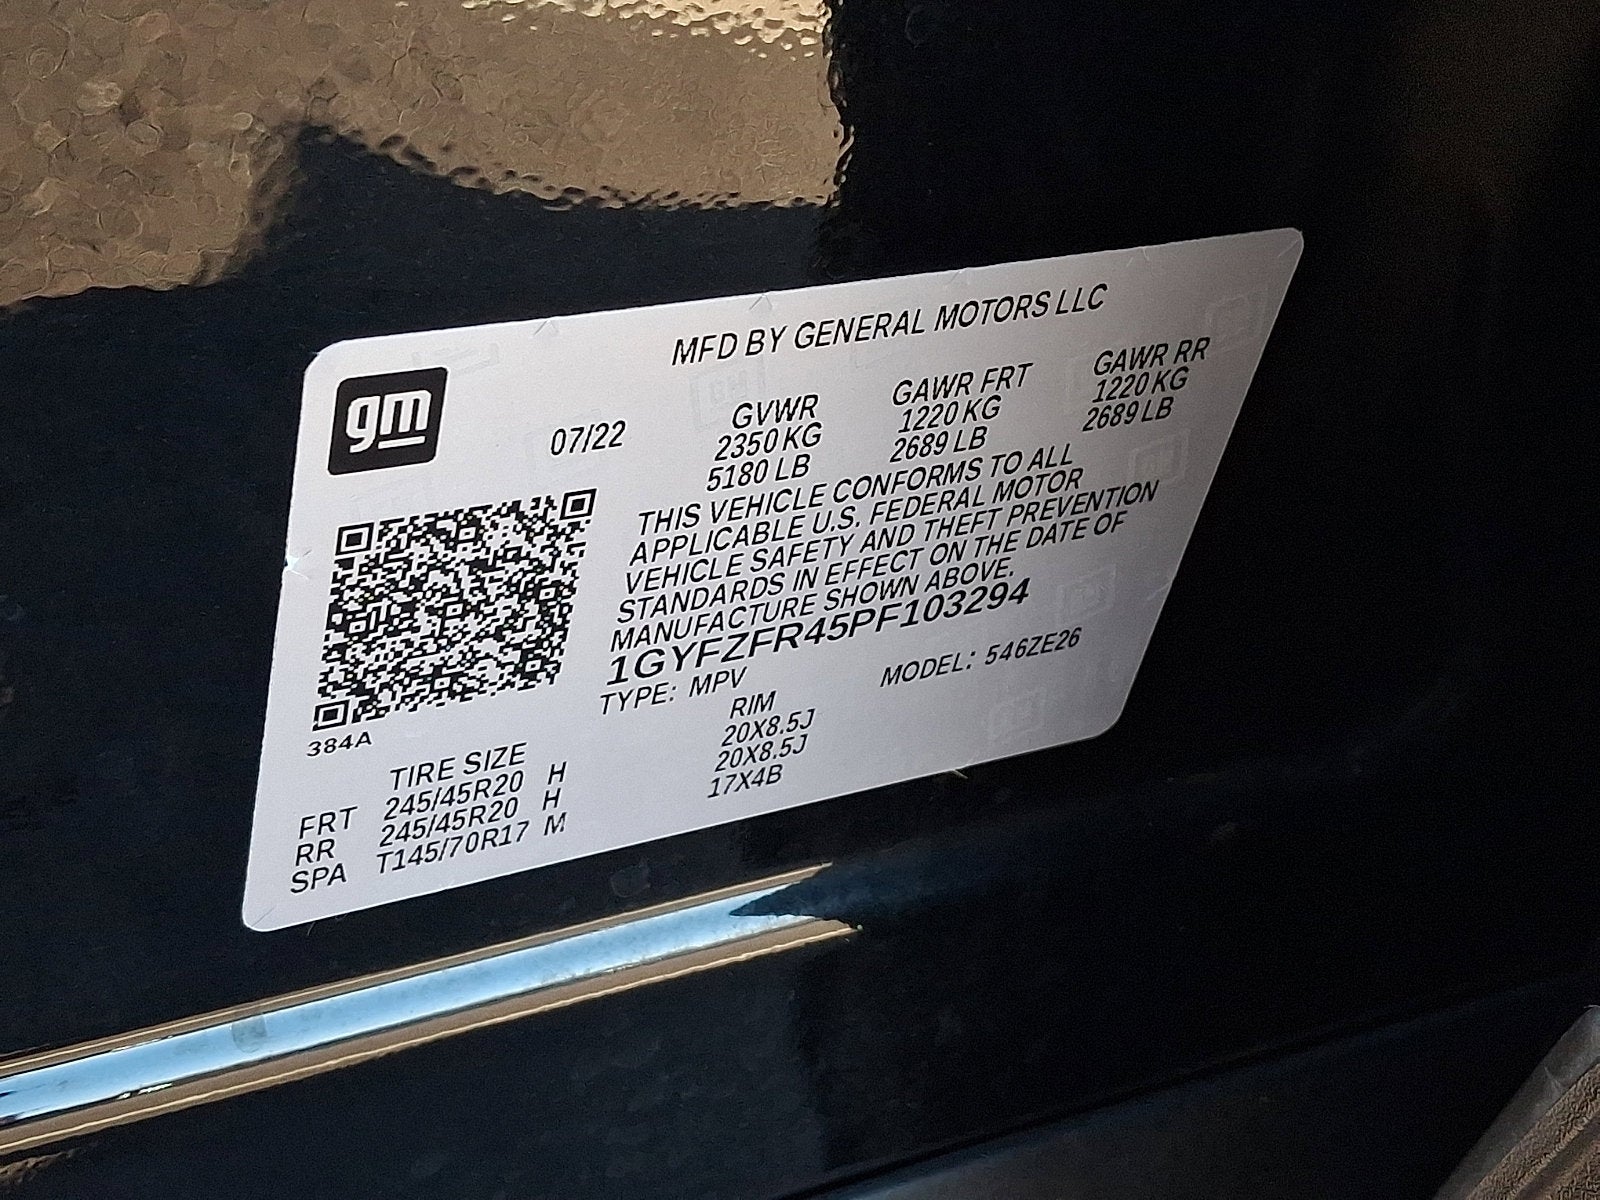 MFD BY GENERAL MOTORS LLC
gm
07/22
GVWR GAWR FRT GAWR RR
2350 KG 1220 KG 1220 KG
5180 LB 2689 LB 2689 LB
THIS VEHICLE CONFORMS TO ALL
APPLICABLE U.S. FEDERAL MOTOR
VEHICLE SAFETY AND THEFT PREVENTION
STANDARDS IN EFFECT ON THE DATE OF
MANUFACTURE SHOWN ABOVE.
1GYFZFR45PF103294
TYPE: MPV MODEL: 546ZE26
384A
TIRE SIZE RIM
FRT 245/45R20 H 20X8.5J
RR 245/45R20 H 20X8.5J
SPA T145/70R17 M 17X4B